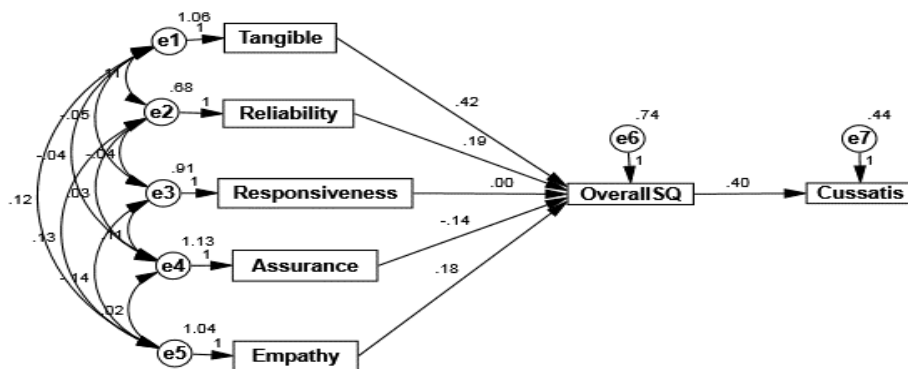 1.06
e1 1 Tangible
.11
.68
.42
e2 1 Reliability
-.05
.74
.44
.19
e6
e7
-.04
-.04
.91
1
1
e3 1 Responsiveness
.00
OverallSQ
.40
Cussatis
.12
.03
-.14
.13
.11
1.13
e4 1 Assurance
.18
-.14
.02
1.04
e5 1 Empathy